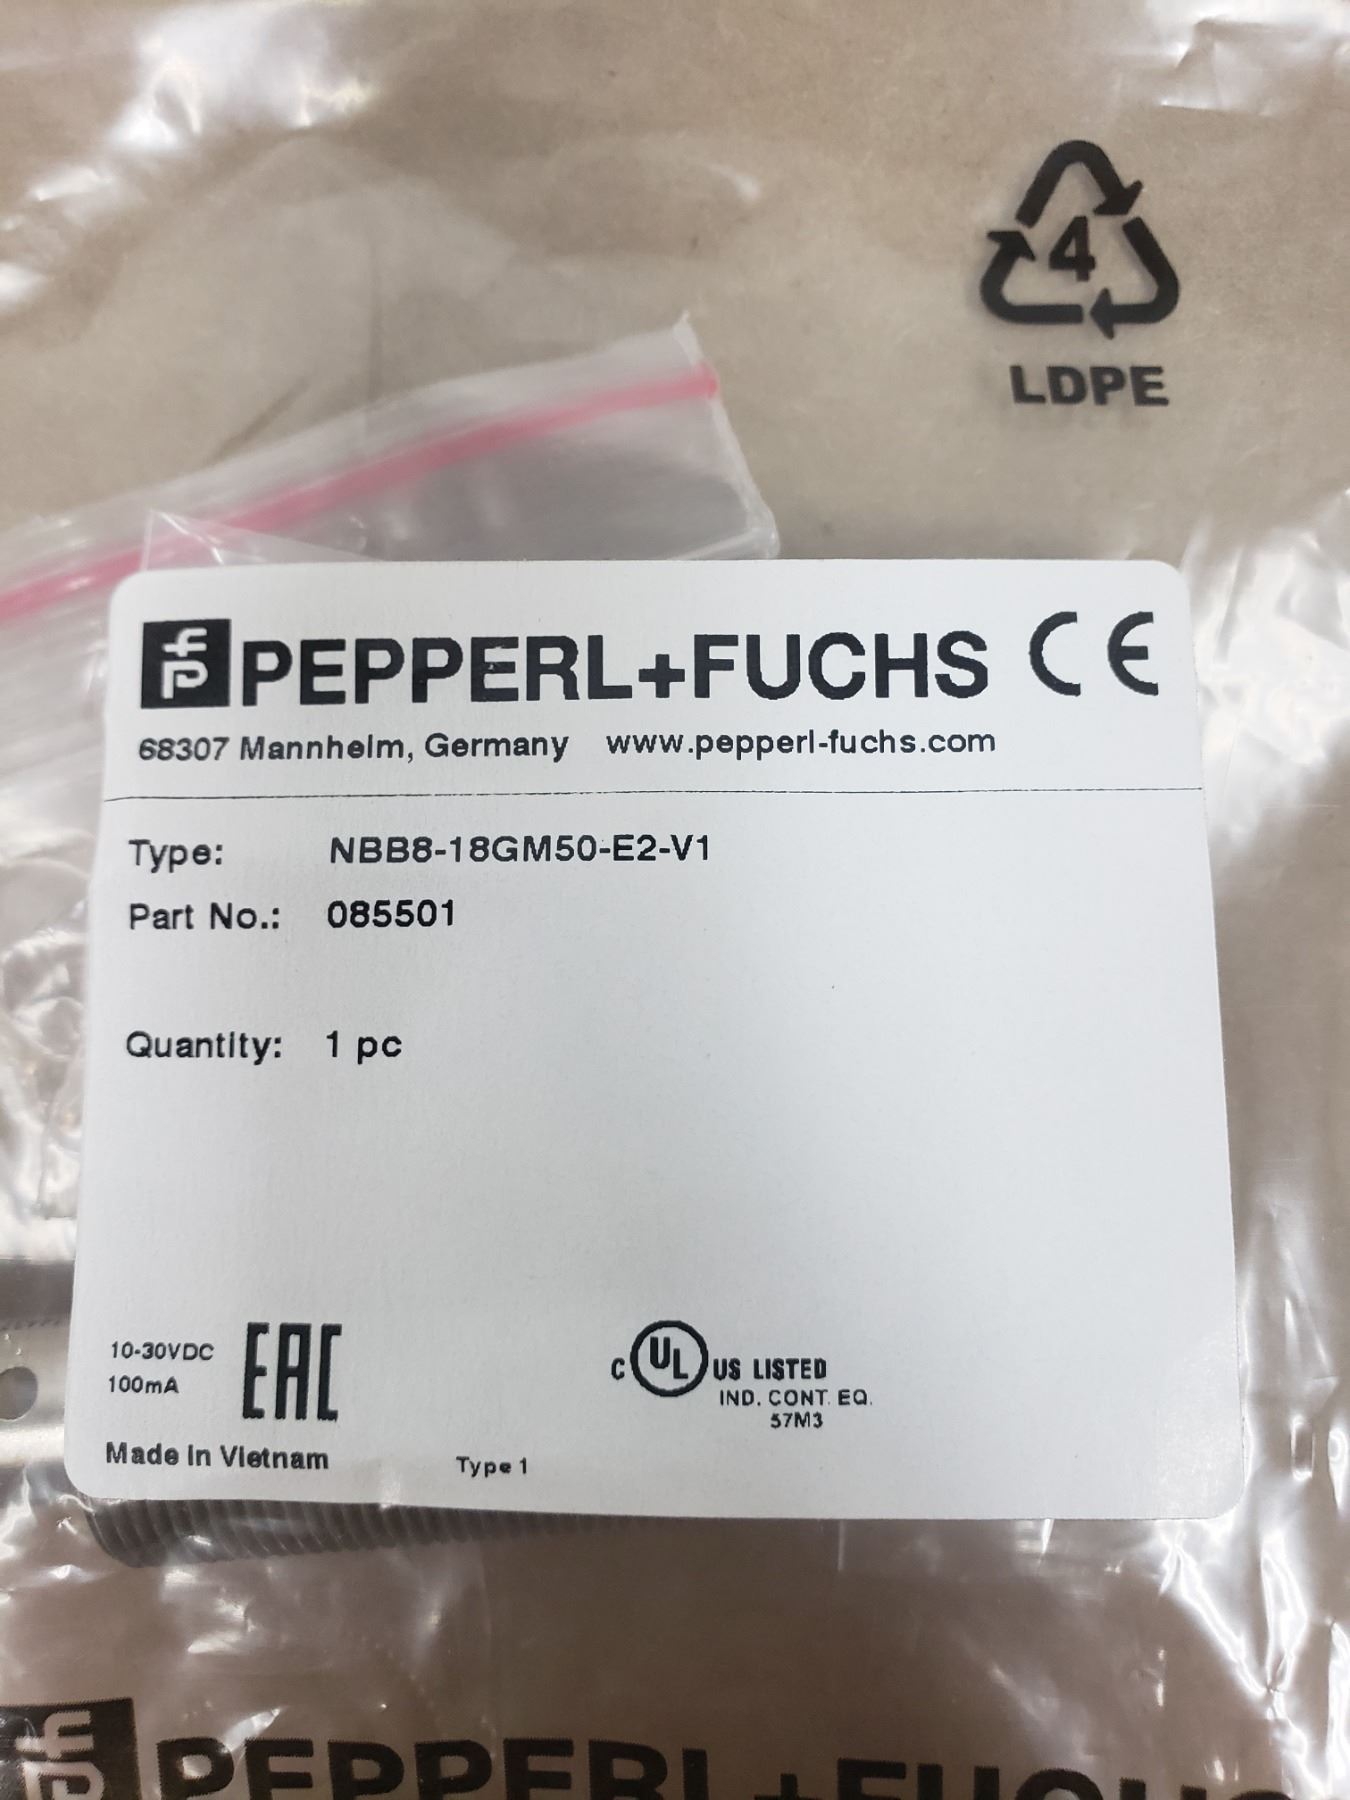 4
LDPE
PEPPERL+FUCHS CE
68307 Mannheim, Germany www.pepperl-fuchs.com
Type: NBB8-18GM50-E2-V1
Part No.: 085501
Quantity: 1 pc
10-30VDC
100mA
EAC
C UL US LISTED
IND. CONT. EQ.
57M3
Made in Vietnam
Type 1
PEPPERL+FUCHS